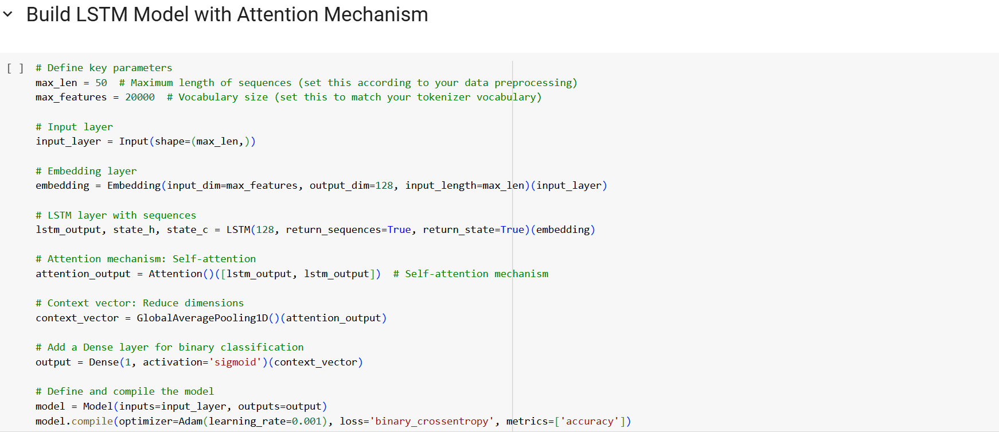 Build LSTM Model with Attention Mechanism
[ ] # Define key parameters
max_len = 50  # Maximum length of sequences (set this according to your data preprocessing)
max_features = 20000  # Vocabulary size (set this to match your tokenizer vocabulary)
# Input layer
input_layer = Input(shape=(max_len,))
# Embedding layer
embedding = Embedding(input_dim=max_features, output_dim=128, input_length=max_len)(input_layer)
# LSTM layer with sequences
lstm_output, state_h, state_c = LSTM(128, return_sequences=True, return_state=True)(embedding)
# Attention mechanism: Self-attention
attention_output = Attention()([lstm_output, lstm_output])  # Self-attention mechanism
# Context vector: Reduce dimensions
context_vector = GlobalAveragePooling1D()(attention_output)
# Add a Dense layer for binary classification
output = Dense(1, activation='sigmoid')(context_vector)
# Define and compile the model
model = Model(inputs=input_layer, outputs=output)
model.compile(optimizer=Adam(learning_rate=0.001), loss='binary_crossentropy', metrics=['accuracy'])